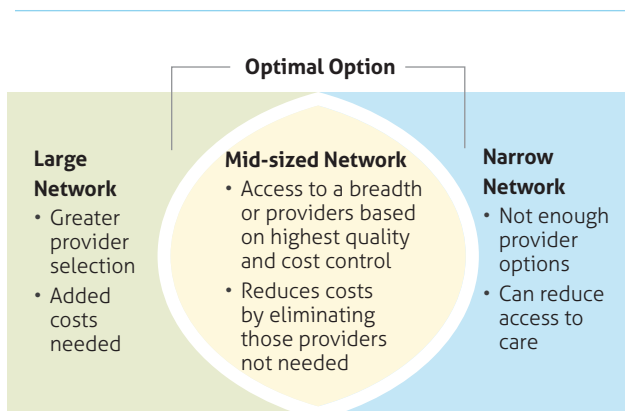 Optimal Option
Large
Network
• Greater
provider
selection
• Added
costs
needed
Mid-sized Network
• Access to a breadth
or providers based
on highest quality
and cost control
• Reduces costs
by eliminating
those providers
not needed
Narrow
Network
• Not enough
provider
options
• Can reduce
access to
care